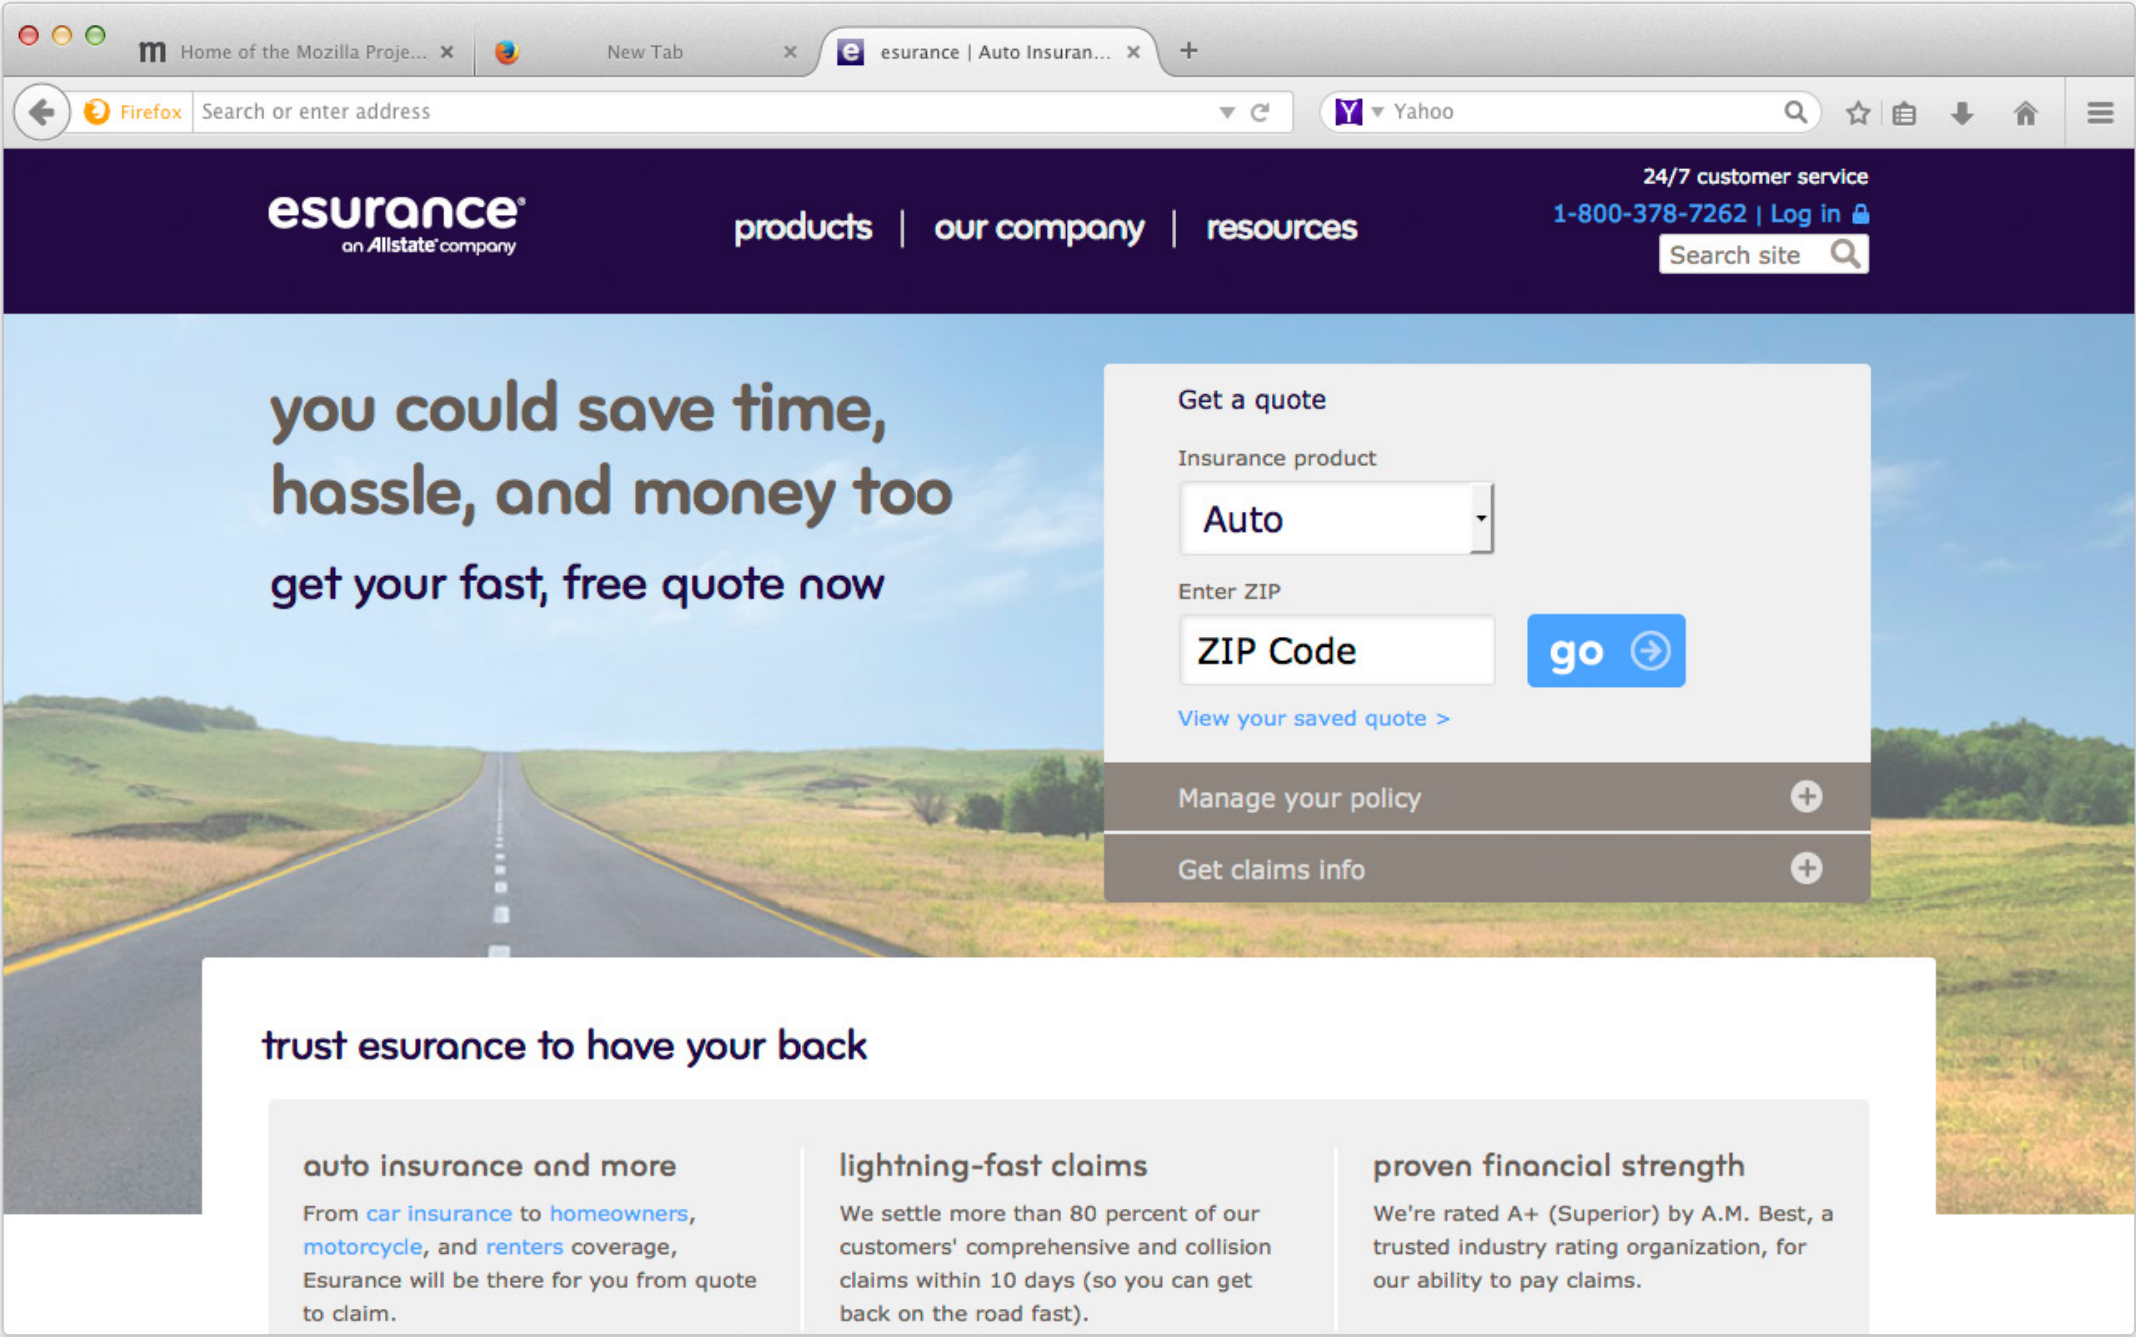 m Home of the Mozilla Proje... New Tab e esurance | Auto Insuran...
Firefox Search or enter address Y Yahoo
24/7 customer service
esurance®
an Allstate® company
products | our company | resources
1-800-378-7262 | Log in
Search site
you could save time,
hassle, and money too
get your fast, free quote now
Get a quote
Insurance product
Auto
Enter ZIP
ZIP Code
go
View your saved quote >
Manage your policy
Get claims info
trust esurance to have your back
auto insurance and more
From car insurance to homeowners,
motorcycle, and renters coverage,
Esurance will be there for you from quote
to claim.
lightning-fast claims
We settle more than 80 percent of our
customers' comprehensive and collision
claims within 10 days (so you can get
back on the road fast).
proven financial strength
We're rated A+ (Superior) by A.M. Best, a
trusted industry rating organization, for
our ability to pay claims.